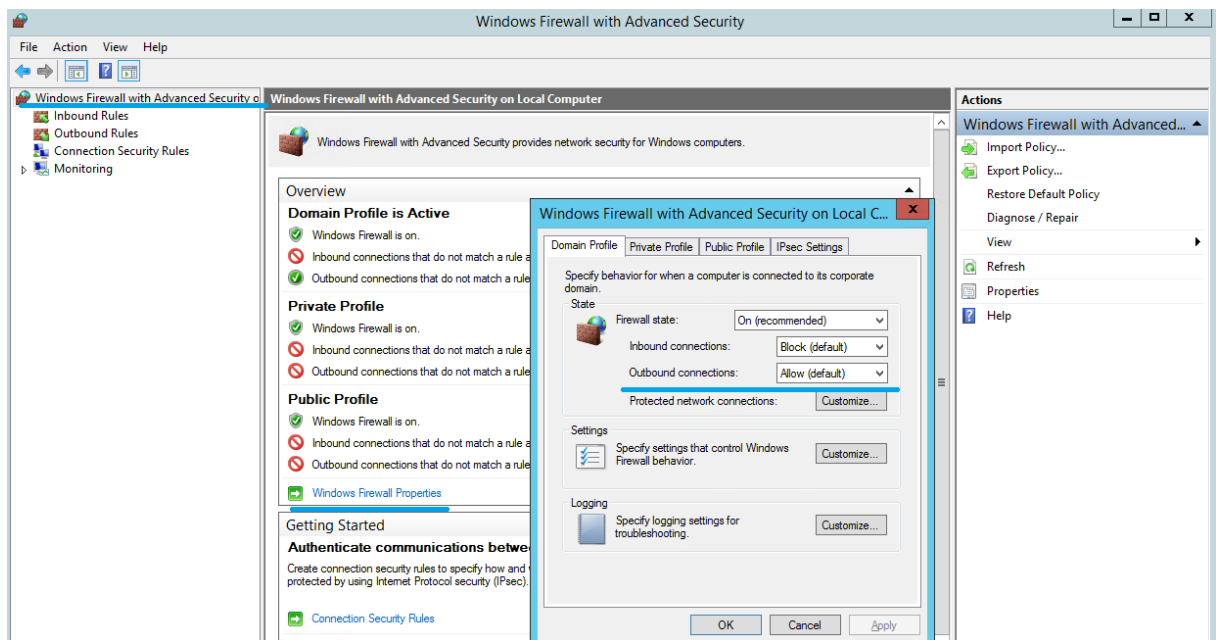 Windows Firewall with Advanced Security
File Action View Help
Windows Firewall with Advanced Security o
Inbound Rules
Outbound Rules
Connection Security Rules
Monitoring
Windows Firewall with Advanced Security on Local Computer
Windows Firewall with Advanced Security provides network security for Windows computers.
Overview
Domain Profile is Active
Windows Firewall is on.
Inbound connections that do not match a rule a
Outbound connections that do not match a rule
Private Profile
Windows Firewall is on.
Inbound connections that do not match a rule a
Outbound connections that do not match a rule
Public Profile
Windows Firewall is on.
Inbound connections that do not match a rule a
Outbound connections that do not match a rule
Windows Firewall Properties
Getting Started
Authenticate communications betwe
Create connection security rules to specify how and
protected by using Internet Protocol security (IPsec).
Connection Security Rules
Windows Firewall with Advanced Security on Local C...
Domain Profile Private Profile Public Profile IPsec Settings
Specify behavior for when a computer is connected to its corporate
domain.
State
Firewall state: On (recommended)
Inbound connections: Block (default)
Outbound connections: Allow (default)
Protected network connections: Customize...
Settings
Specify settings that control Windows
Firewall behavior.
Customize...
Logging
Specify logging settings for
troubleshooting.
Customize...
OK Cancel Apply
Actions
Windows Firewall with Advanced...
Import Policy...
Export Policy...
Restore Default Policy
Diagnose / Repair
View
Refresh
Properties
Help